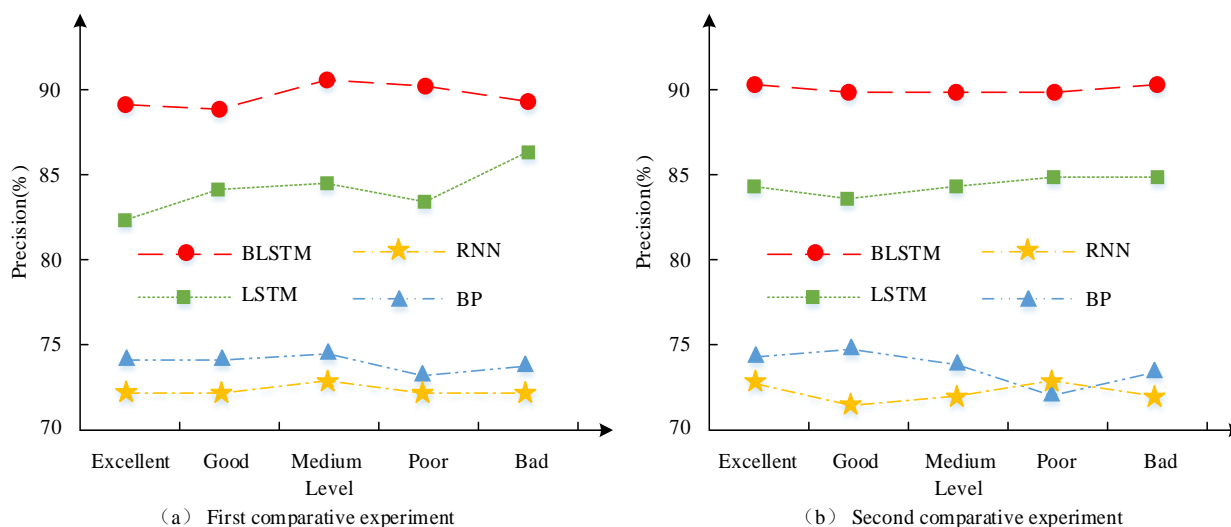 Precision(%)
90
85
80
75
70
BLSTM
RNN
LSTM
BP
Excellent Good Medium Poor Bad
Level
（a） First comparative experiment
Precision(%)
90
85
80
75
70
BLSTM
RNN
LSTM
BP
Excellent Good Medium Poor Bad
Level
（b） Second comparative experiment